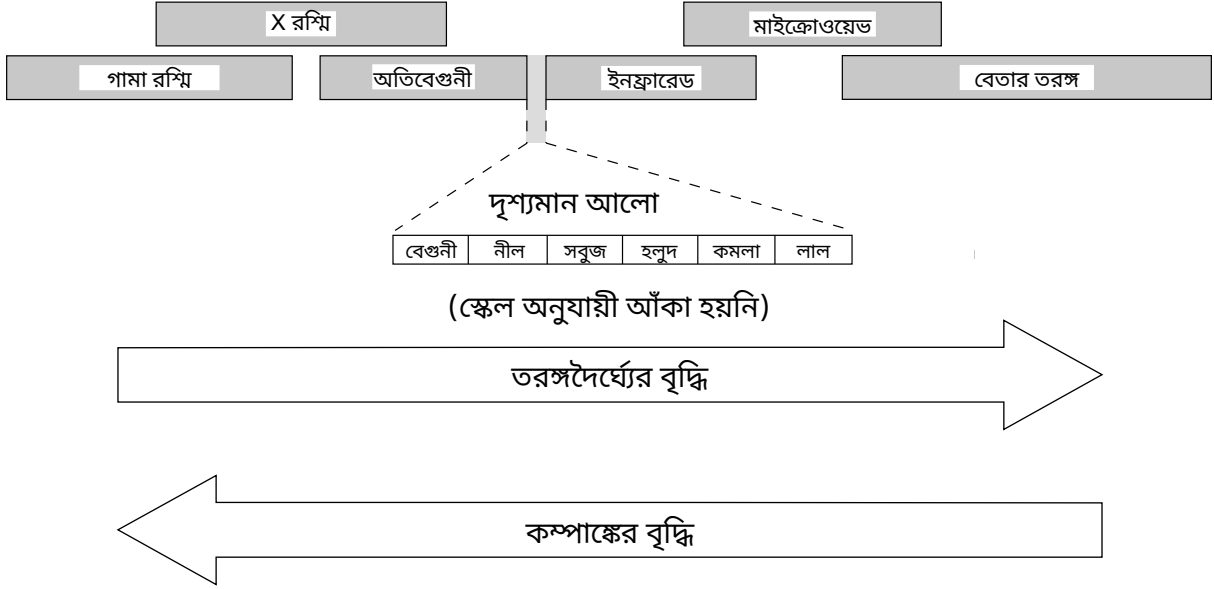 X রশ্মি
মাইক্রোওয়েভ
গামা রশ্মি
অতিবেগুনী
ইনফ্রারেড
বেতার তরঙ্গ
দৃশ্যমান আলো
বেগুনী
নীল
সবুজ
হলুদ
কমলা
লাল
(স্কেল অনুযায়ী আঁকা হয়নি)
তরঙ্গদৈর্ঘ্যের বৃদ্ধি
কম্পাঙ্কের বৃদ্ধি